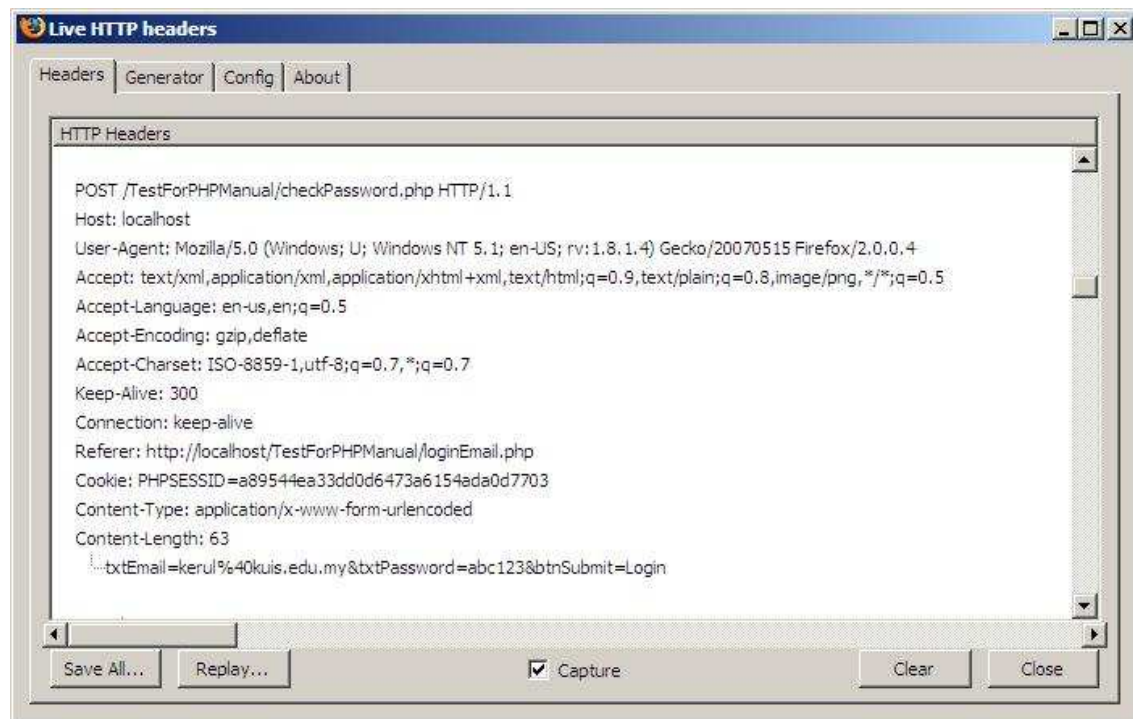 Live HTTP headers
Headers Generator Config About
HTTP Headers
POST /TestForPHPManual/checkPassword.php HTTP/1.1
Host: localhost
User-Agent: Mozilla/5.0 (Windows; U; Windows NT 5.1; en-US; rv:1.8.1.4) Gecko/20070515 Firefox/2.0.0.4
Accept: text/xml,application/xml,application/xhtml+xml,text/html;q=0.9,text/plain;q=0.8,image/png,*/*;q=0.5
Accept-Language: en-us,en;q=0.5
Accept-Encoding: gzip,deflate
Accept-Charset: ISO-8859-1,utf-8;q=0.7,*;q=0.7
Keep-Alive: 300
Connection: keep-alive
Referer: http://localhost/TestForPHPManual/loginEmail.php
Cookie: PHPSESSID=a89544ea33dd0d6473a6154ada0d7703
Content-Type: application/x-www-form-urlencoded
Content-Length: 63
txtEmail=kerul%40kuis.edu.my&txtPassword=abc123&btnSubmit=Login
Save All... Replay... Capture Clear Close